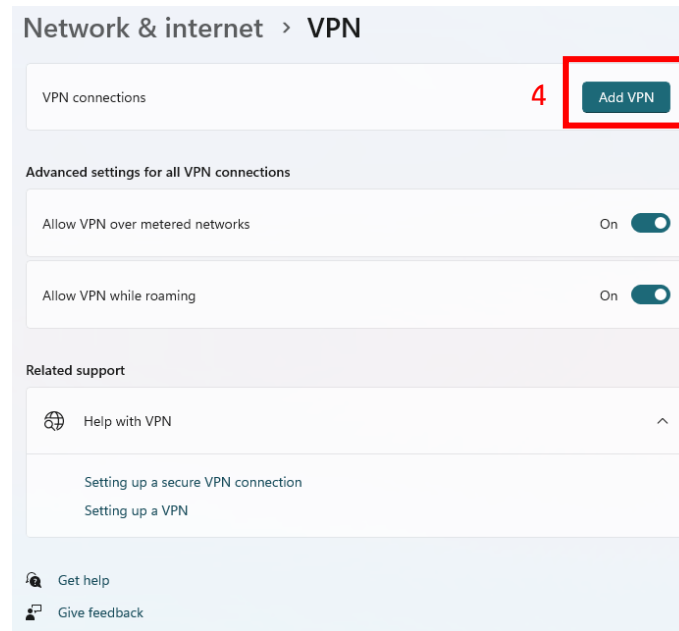 Network & internet > VPN
VPN connections
4
Add VPN
Advanced settings for all VPN connections
Allow VPN over metered networks
On
Allow VPN while roaming
On
Related support
Help with VPN
Setting up a secure VPN connection
Setting up a VPN
Get help
Give feedback